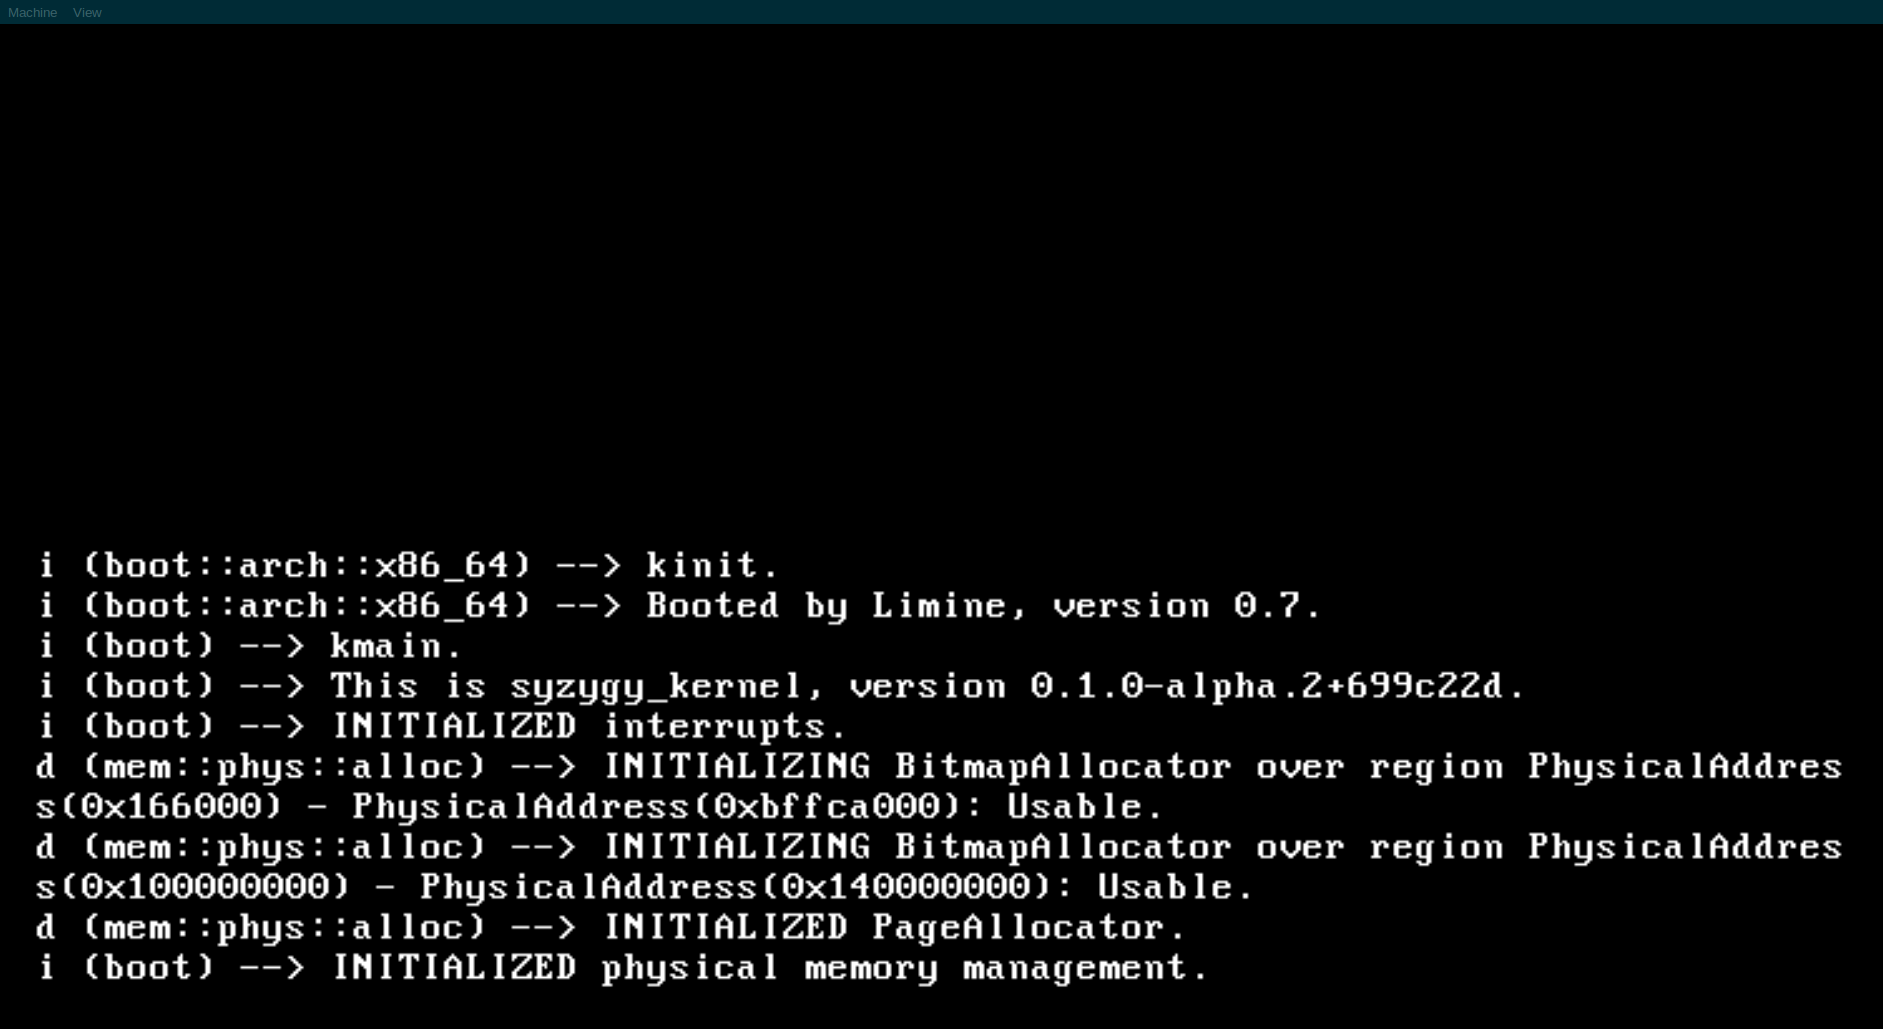 Machine View
i (boot::arch::x86_64) --> kinit.
i (boot::arch::x86_64) --> Booted by Limine, version 0.7.
i (boot) --> kmain.
i (boot) --> This is syzygy_kernel, version 0.1.0-alpha.2+699c22d.
i (boot) --> INITIALIZED interrupts.
d (mem::phys::alloc) --> INITIALIZING BitmapAllocator over region PhysicalAddres
s(0x166000) - PhysicalAddress(0xbffca000): Usable.
d (mem::phys::alloc) --> INITIALIZING BitmapAllocator over region PhysicalAddres
s(0x100000000) - PhysicalAddress(0x140000000): Usable.
d (mem::phys::alloc) --> INITIALIZED PageAllocator.
i (boot) --> INITIALIZED physical memory management.